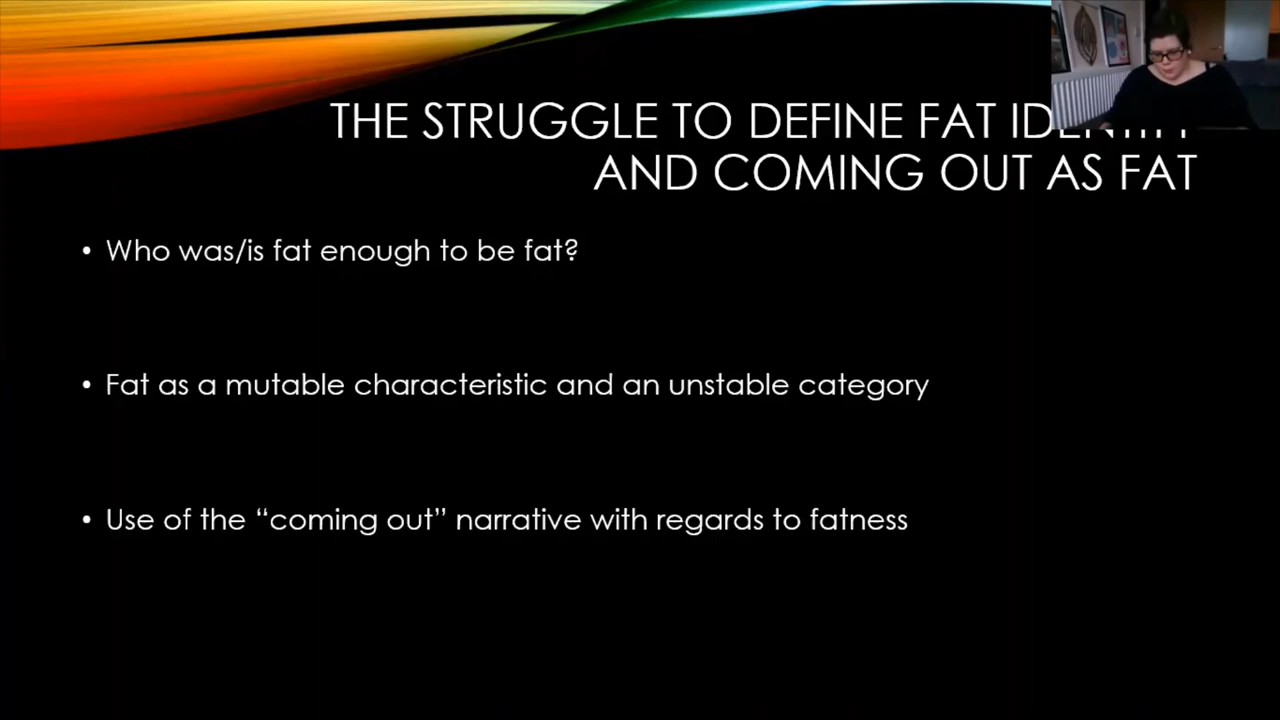 THE STRUGGLE TO DEFINE FAT IDENTITY
AND COMING OUT AS FAT
• Who was/is fat enough to be fat?
• Fat as a mutable characteristic and an unstable category
• Use of the “coming out” narrative with regards to fatness